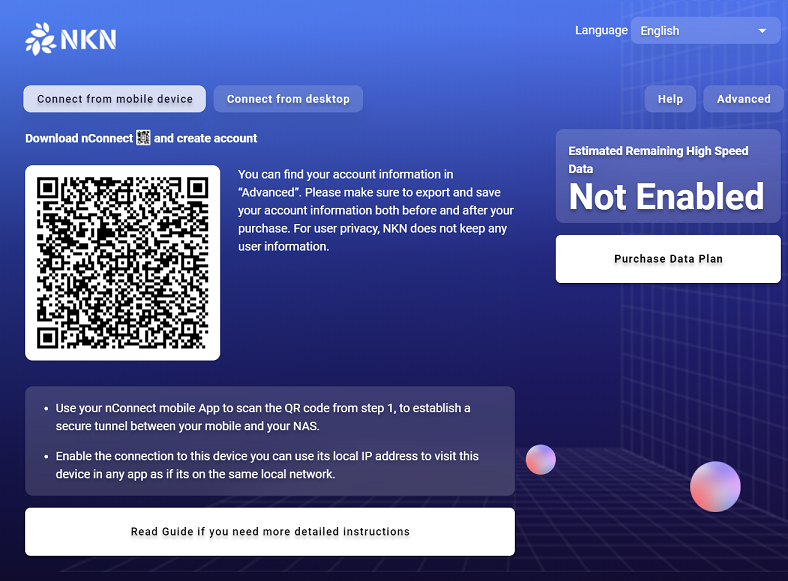 NKN
Language English
Connect from mobile device Connect from desktop
Help Advanced
Download nConnect and create account
You can find your account information in
“Advanced”. Please make sure to export and save
your account information both before and after your
purchase. For user privacy, NKN does not keep any
user information.
Estimated Remaining High Speed
Data
Not Enabled
Purchase Data Plan
• Use your nConnect mobile App to scan the QR code from step 1, to establish a
secure tunnel between your mobile and your NAS.
• Enable the connection to this device you can use its local IP address to visit this
device in any app as if its on the same local network.
Read Guide if you need more detailed instructions